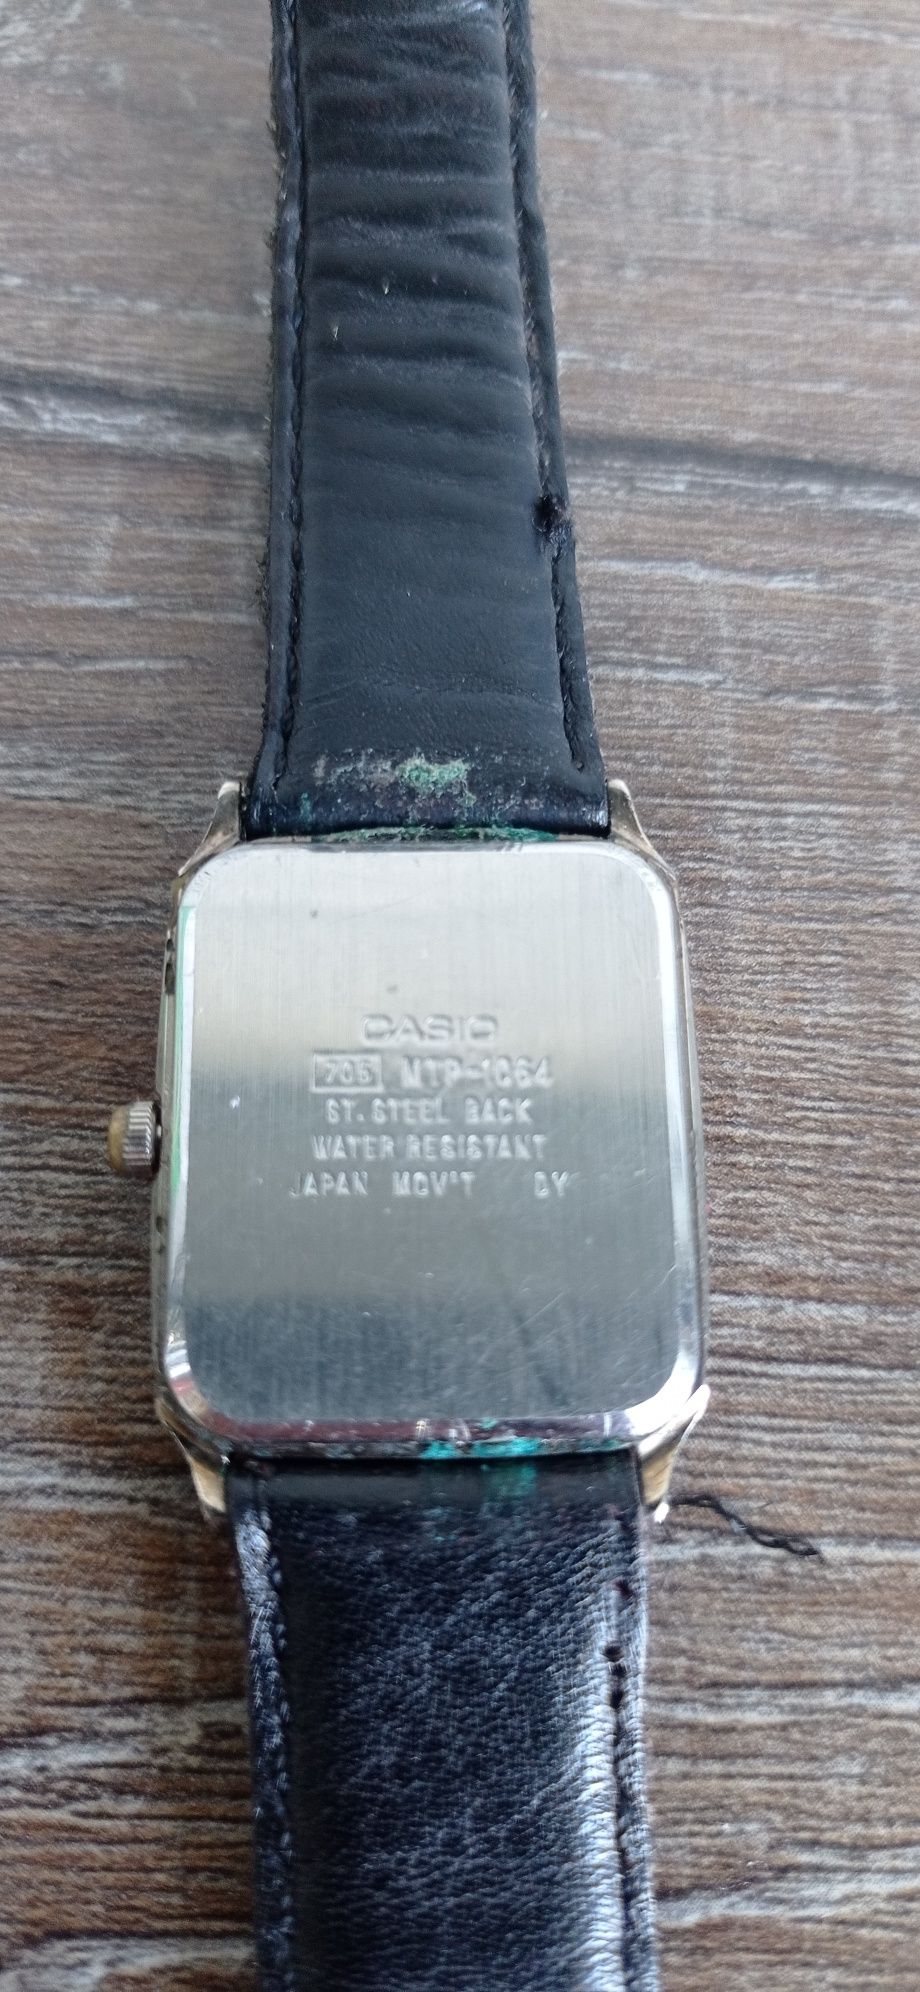 CASIO
705 MTP-1064
ST. STEEL BACK
WATER RESISTANT
JAPAN MOV'T DY